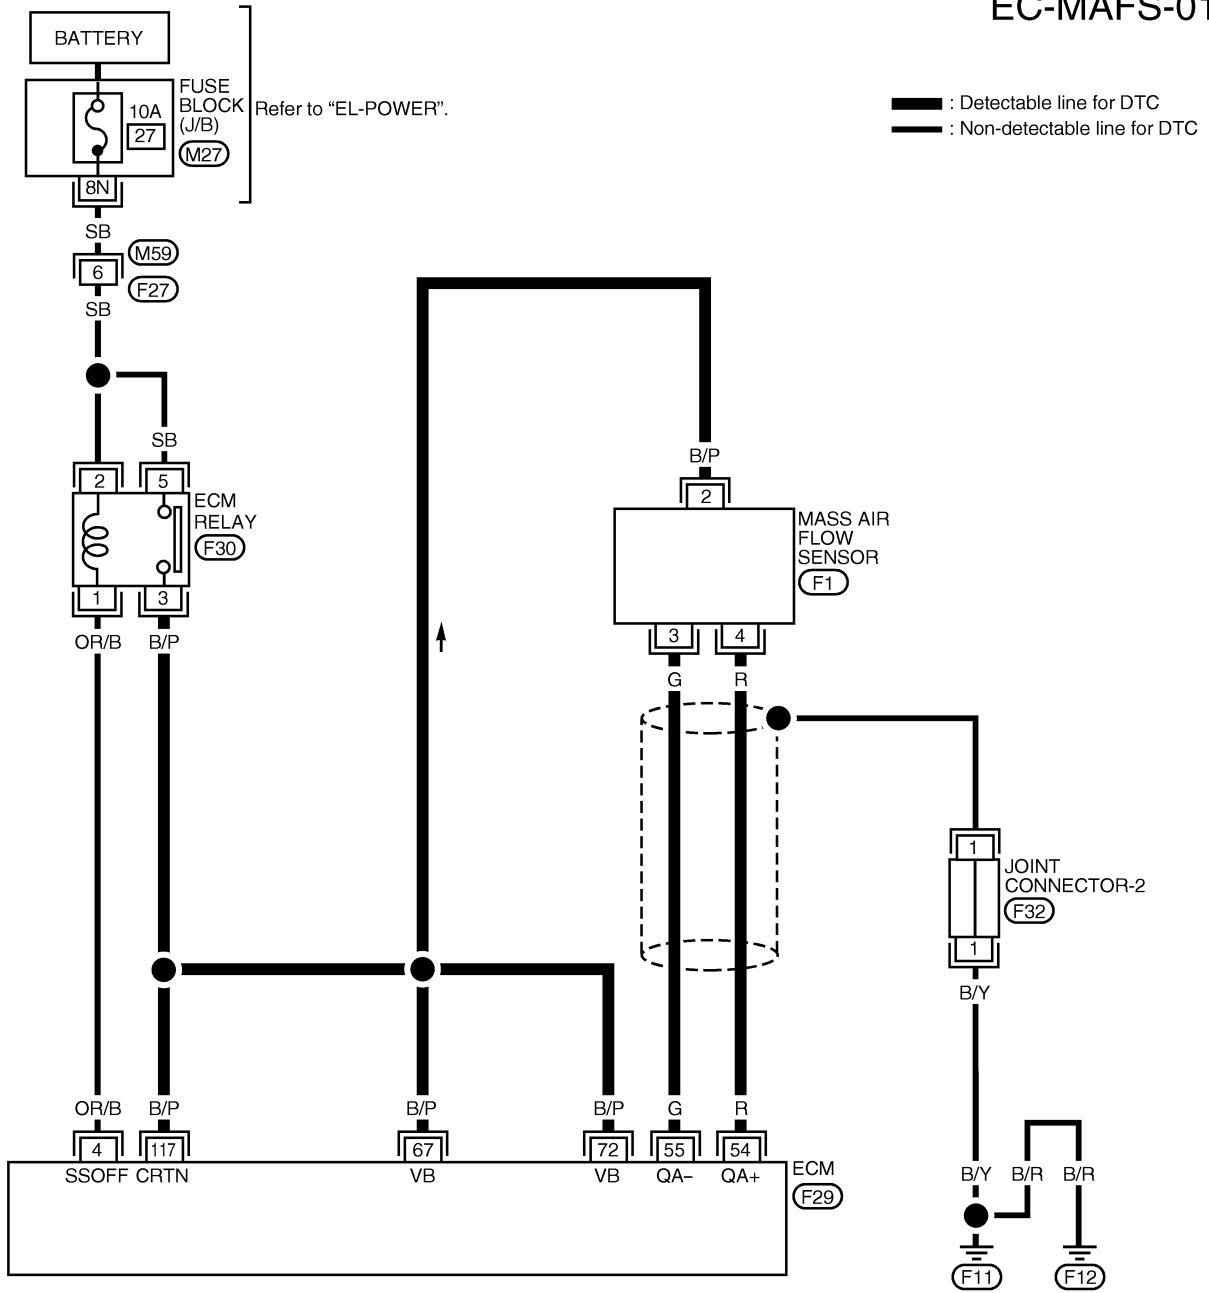 EC-MAFS-01
BATTERY
FUSE
BLOCK
(J/B)
M27
10A
27
Refer to “EL-POWER”.
: Detectable line for DTC
: Non-detectable line for DTC
8N
SB
M59
6
F27
SB
SB
2
5
ECM
RELAY
F30
1
3
OR/B
B/P
B/P
2
MASS AIR
FLOW
SENSOR
F1
3
4
G
R
1
JOINT
CONNECTOR-2
F32
1
B/Y
OR/B
B/P
B/P
B/P
G
R
4
117
67
72
55
54
SSOFF
CRTN
VB
VB
QA–
QA+
ECM
F29
B/Y
B/R
B/R
F11
F12